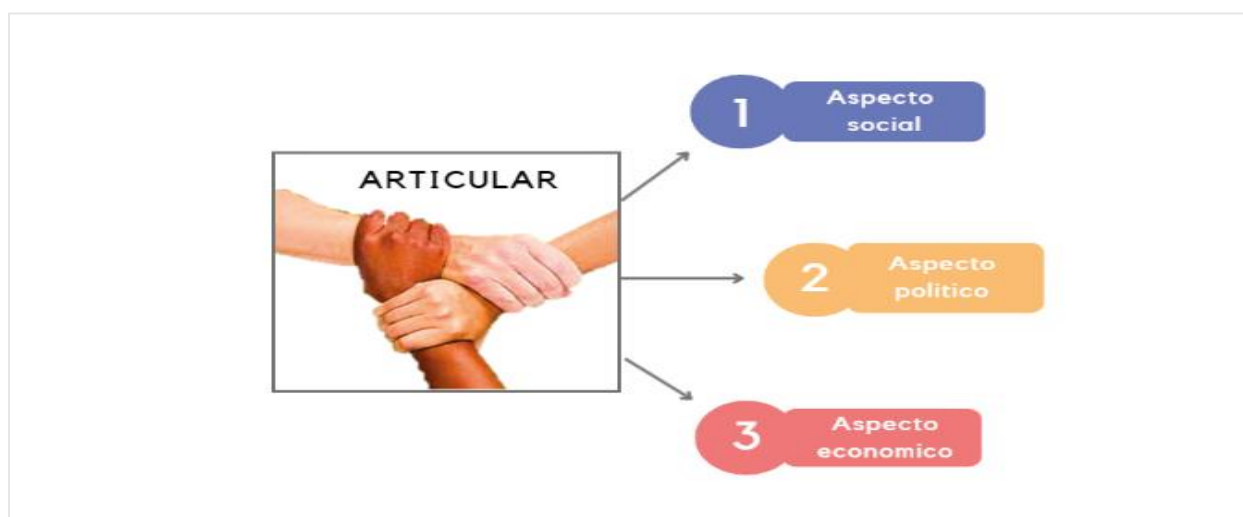 ARTICULAR
1
Aspecto
social
2
Aspecto
político
3
Aspecto
economico